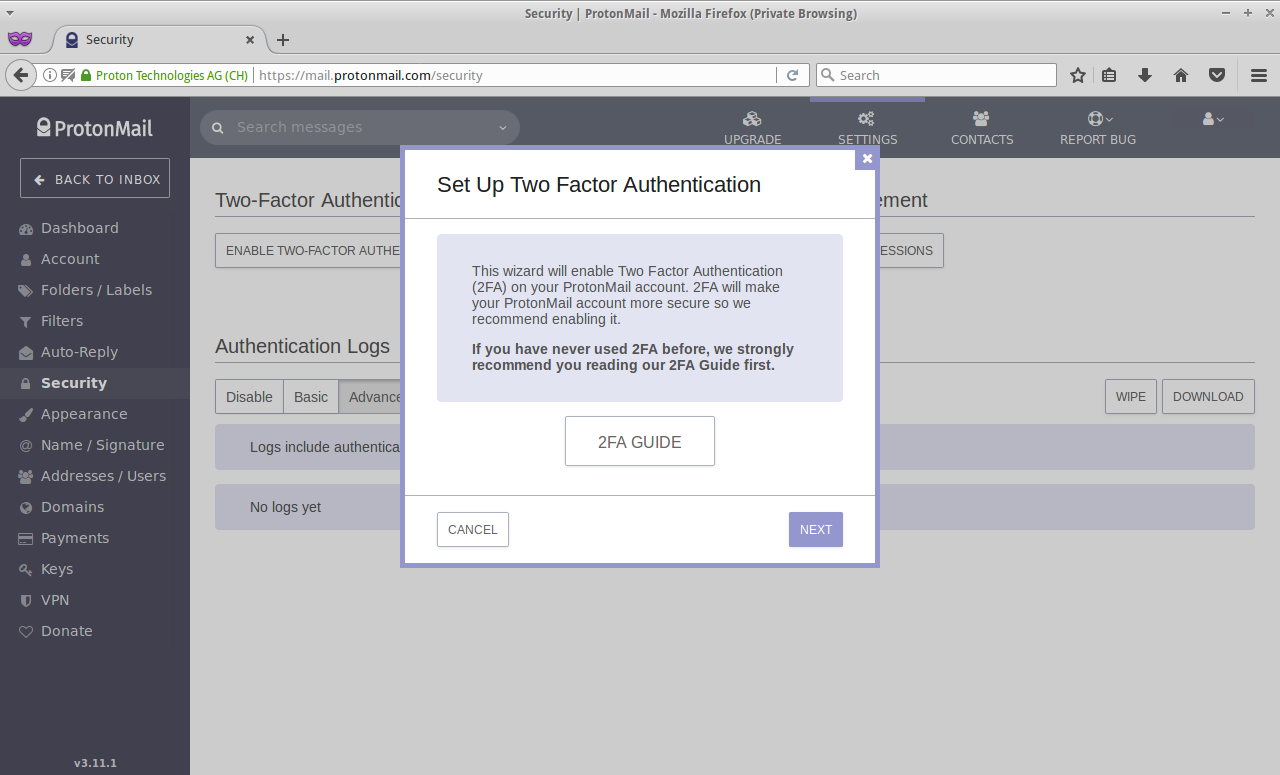 Security | ProtonMail - Mozilla Firefox (Private Browsing)
Security
Proton Technologies AG (CH) https://mail.protonmail.com/security Search
ProtonMail
Search messages
UPGRADE SETTINGS CONTACTS REPORT BUG
BACK TO INBOX
Dashboard
Account
Folders / Labels
Filters
Auto-Reply
Security
Appearance
@ Name / Signature
Addresses / Users
Domains
Payments
Keys
VPN
Donate
v3.11.1
Two-Factor Authentic
ement
ENABLE TWO-FACTOR AUTHE
ESSIONS
Authentication Logs
Disable Basic Advance
WIPE DOWNLOAD
Logs include authentica
No logs yet
Set Up Two Factor Authentication
This wizard will enable Two Factor Authentication
(2FA) on your ProtonMail account. 2FA will make
your ProtonMail account more secure so we
recommend enabling it.
If you have never used 2FA before, we strongly
recommend you reading our 2FA Guide first.
2FA GUIDE
CANCEL NEXT